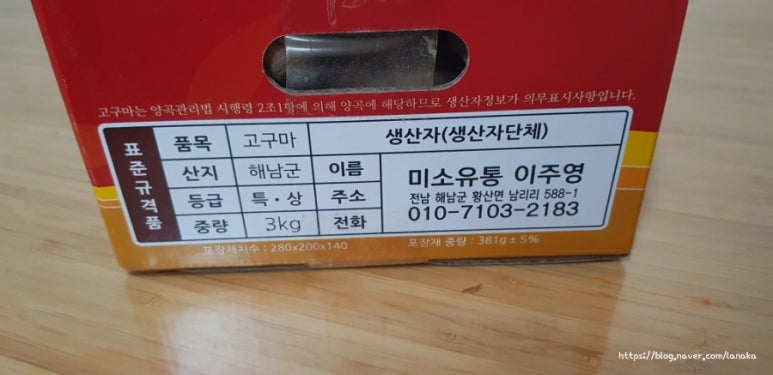 고구마는 양곡관리법 시행령 2조1항에 의해 양곡에 해당하므로 생산자정보가 의무표시사항입니다.
표준규격품
품목 고구마 생산자(생산자단체)
산지 해남군 이름 미소유통 이주영
등급 특·상 주소 전남 해남군 황산면 남리리 588-1
중량 3kg 전화 010-7103-2183
포장재치수 : 280x200x140 포장재 중량 : 381g ± 5%
https://blog.naver.com/lanaka